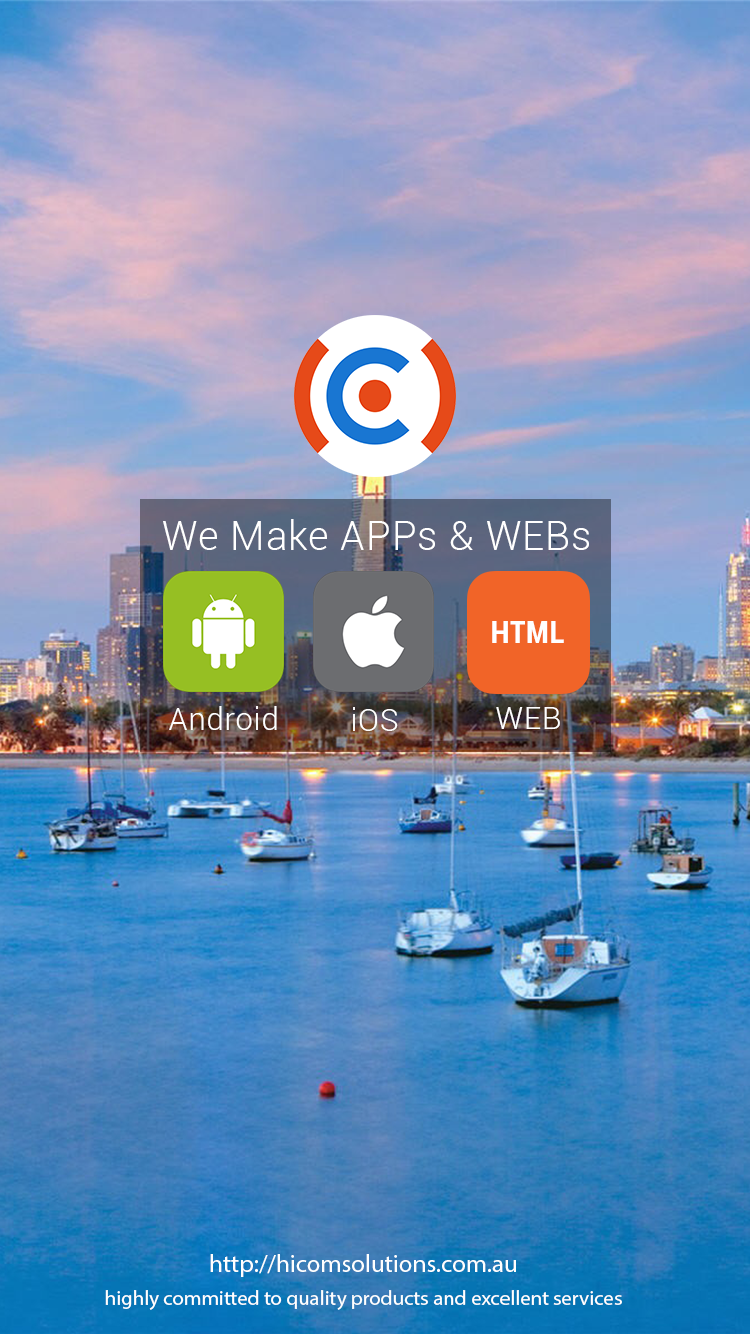 We Make APPs & WEBs
HTML
Android
iOS
WEB
http://hicomsolutions.com.au
highly committed to quality products and excellent services